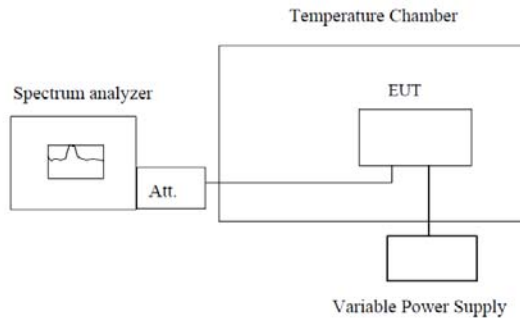 Temperature Chamber
Spectrum analyzer
EUT
Att.
Variable Power Supply